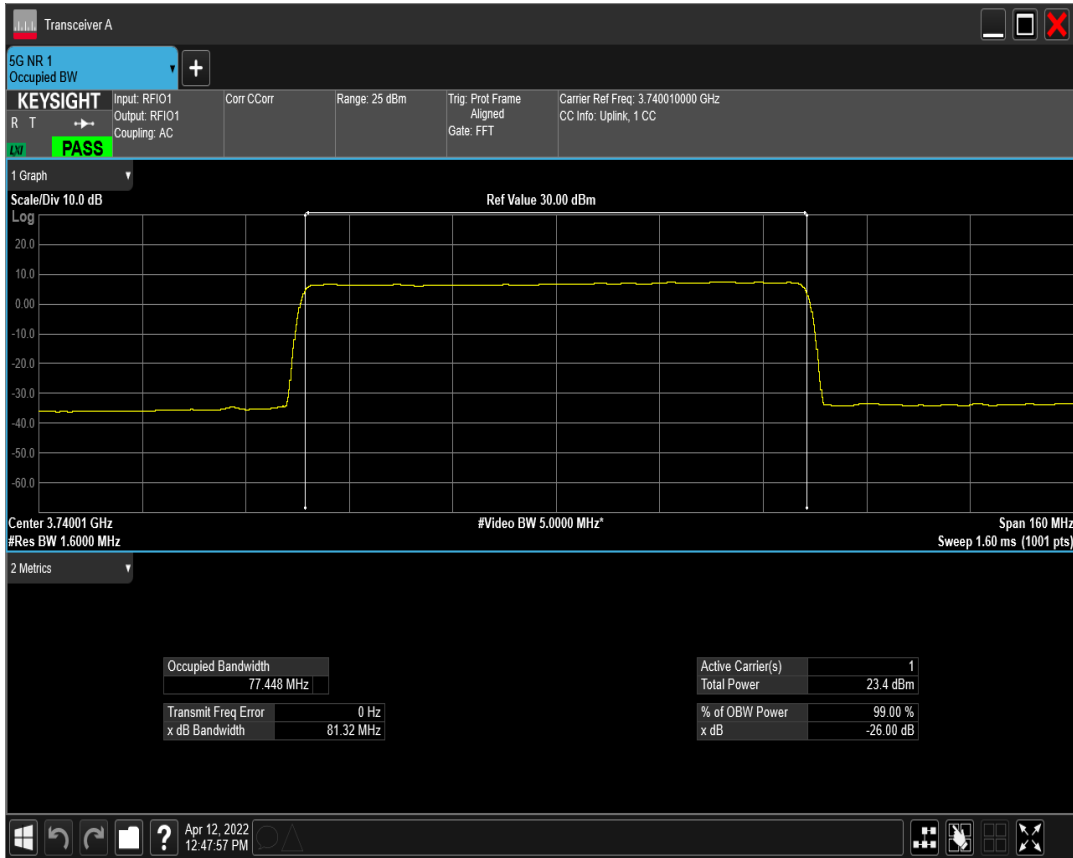 Transceiver A
5G NR 1
Occupied BW
KEYSIGHT
R T
LXI
PASS
Input: RFIO1
Output: RFIO1
Coupling: AC
Corr CCorr
Range: 25 dBm
Trig: Prot Frame
Aligned
Gate: FFT
Carrier Ref Freq: 3.740010000 GHz
CC Info: Uplink, 1 CC
1 Graph
Scale/Div 10.0 dB
Ref Value 30.00 dBm
Log
20.0
10.0
0.00
-10.0
-20.0
-30.0
-40.0
-50.0
-60.0
Center 3.74001 GHz
#Video BW 5.0000 MHz*
Span 160 MHz
#Res BW 1.6000 MHz
Sweep 1.60 ms (1001 pts)
2 Metrics
Occupied Bandwidth
77.448 MHz
Transmit Freq Error 0 Hz
x dB Bandwidth 81.32 MHz
Active Carrier(s) 1
Total Power 23.4 dBm
% of OBW Power 99.00 %
x dB -26.00 dB
?
Apr 12, 2022
12:47:57 PM